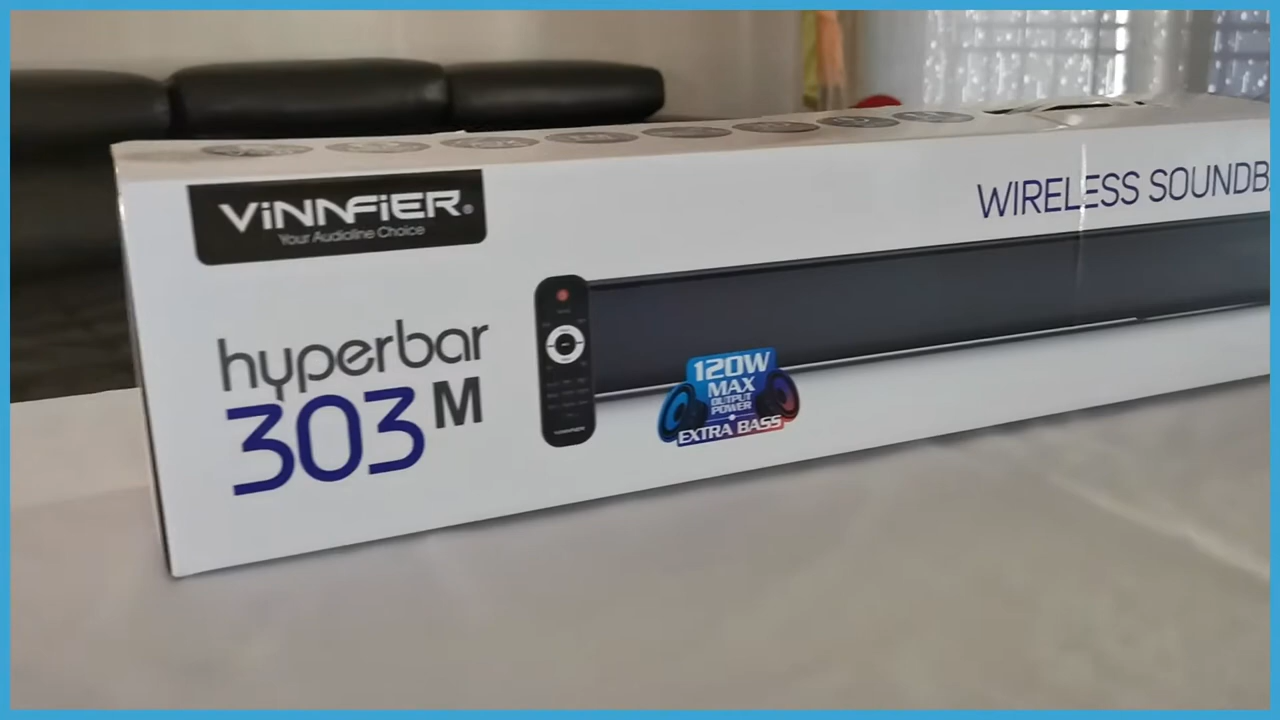 ViNNFiER®
Your Audioline Choice
WIRELESS SOUNDB
hyperbar
303 M
120W
MAX
OUTPUT
POWER
EXTRA BASS